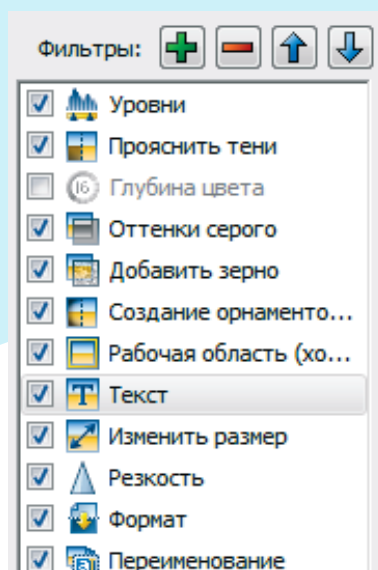 Фильтры:
Уровни
Прояснить тени
16 Глубина цвета
Оттенки серого
Добавить зерно
Создание орнаменто...
Рабочая область (хо...
T Текст
Изменить размер
Резкость
Формат
Переименование